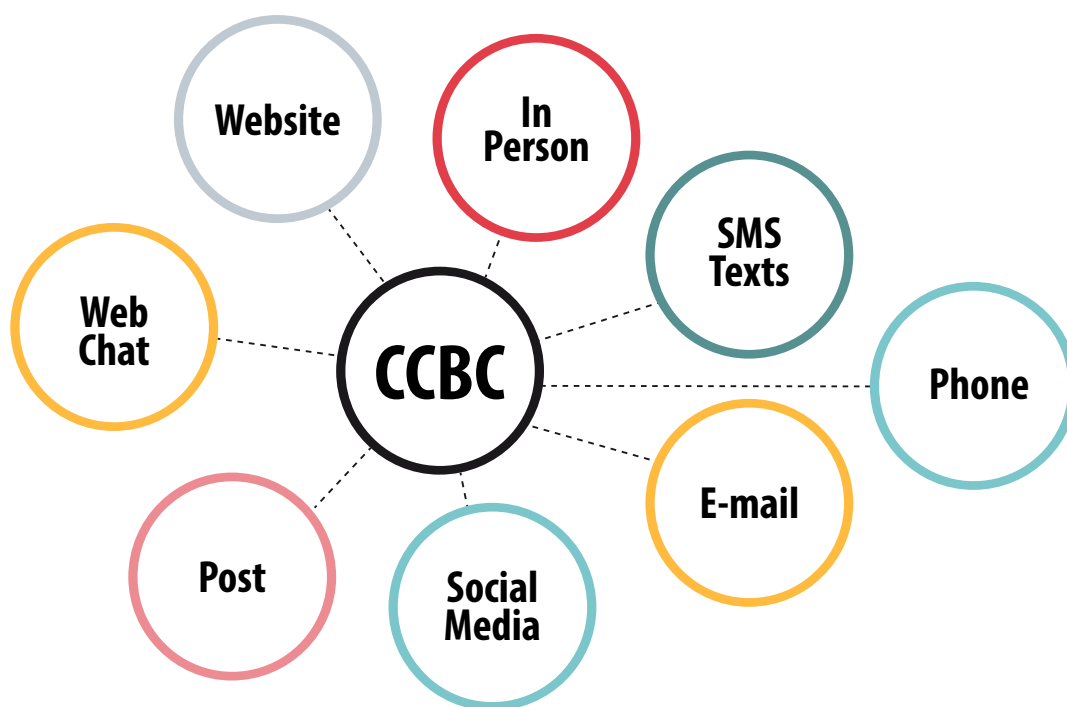 Website
In
Person
SMS
Texts
Web
Chat
CCBC
Phone
E-mail
Post
Social
Media